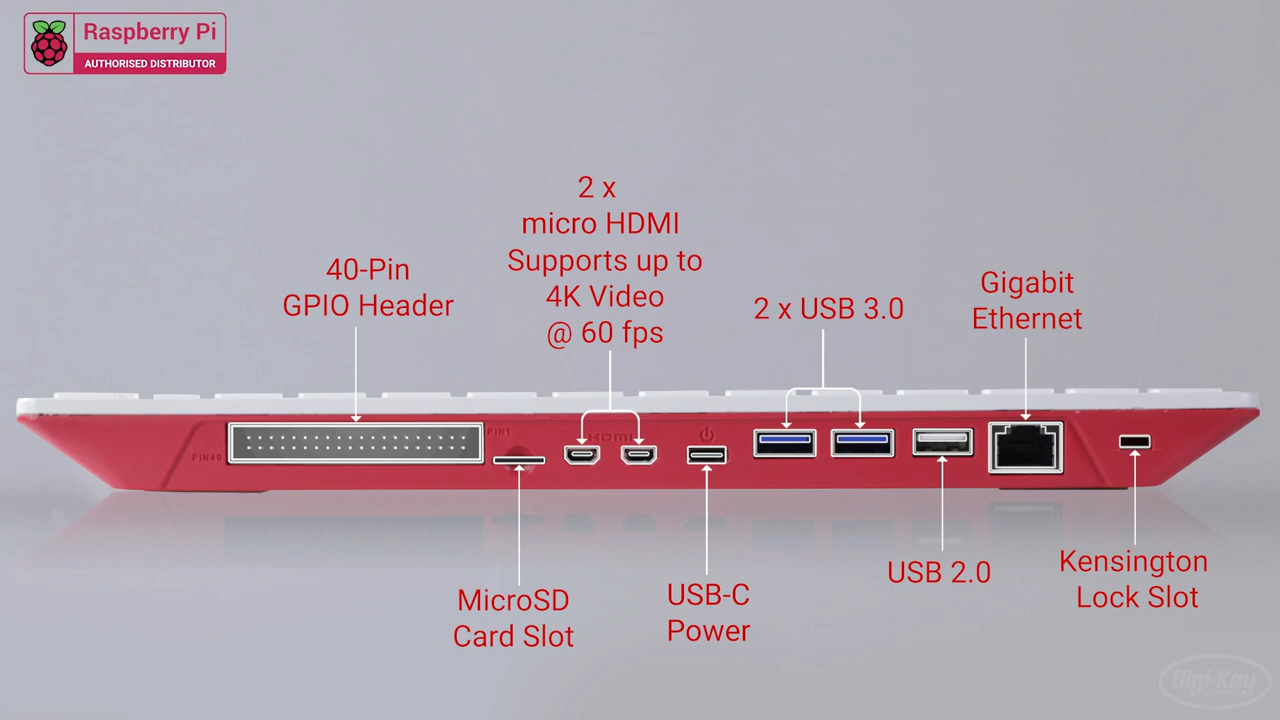 Raspberry Pi
AUTHORISED DISTRIBUTOR
2 x
micro HDMI
Supports up to
4K Video
@ 60 fps
40-Pin
GPIO Header
2 x USB 3.0
Gigabit
Ethernet
PIN1
HDMI
PIN40
MicroSD
Card Slot
USB-C
Power
USB 2.0
Kensington
Lock Slot
Digi-Key